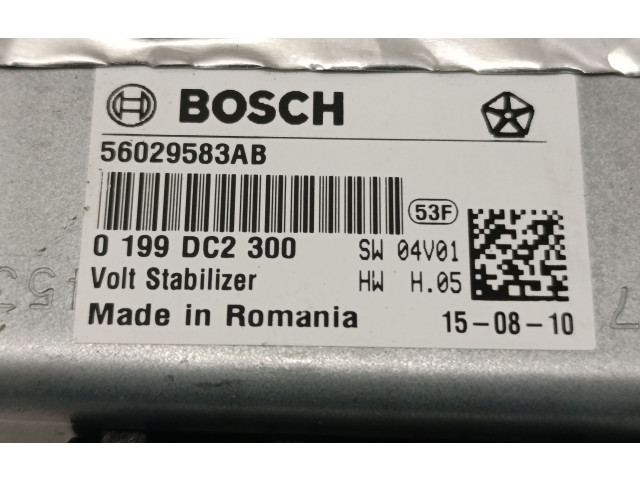 BOSCH
56029583AB
53F
0 199 DC2 300 SW 04V01
Volt Stabilizer HW H.05
Made in Romania 15-08-10